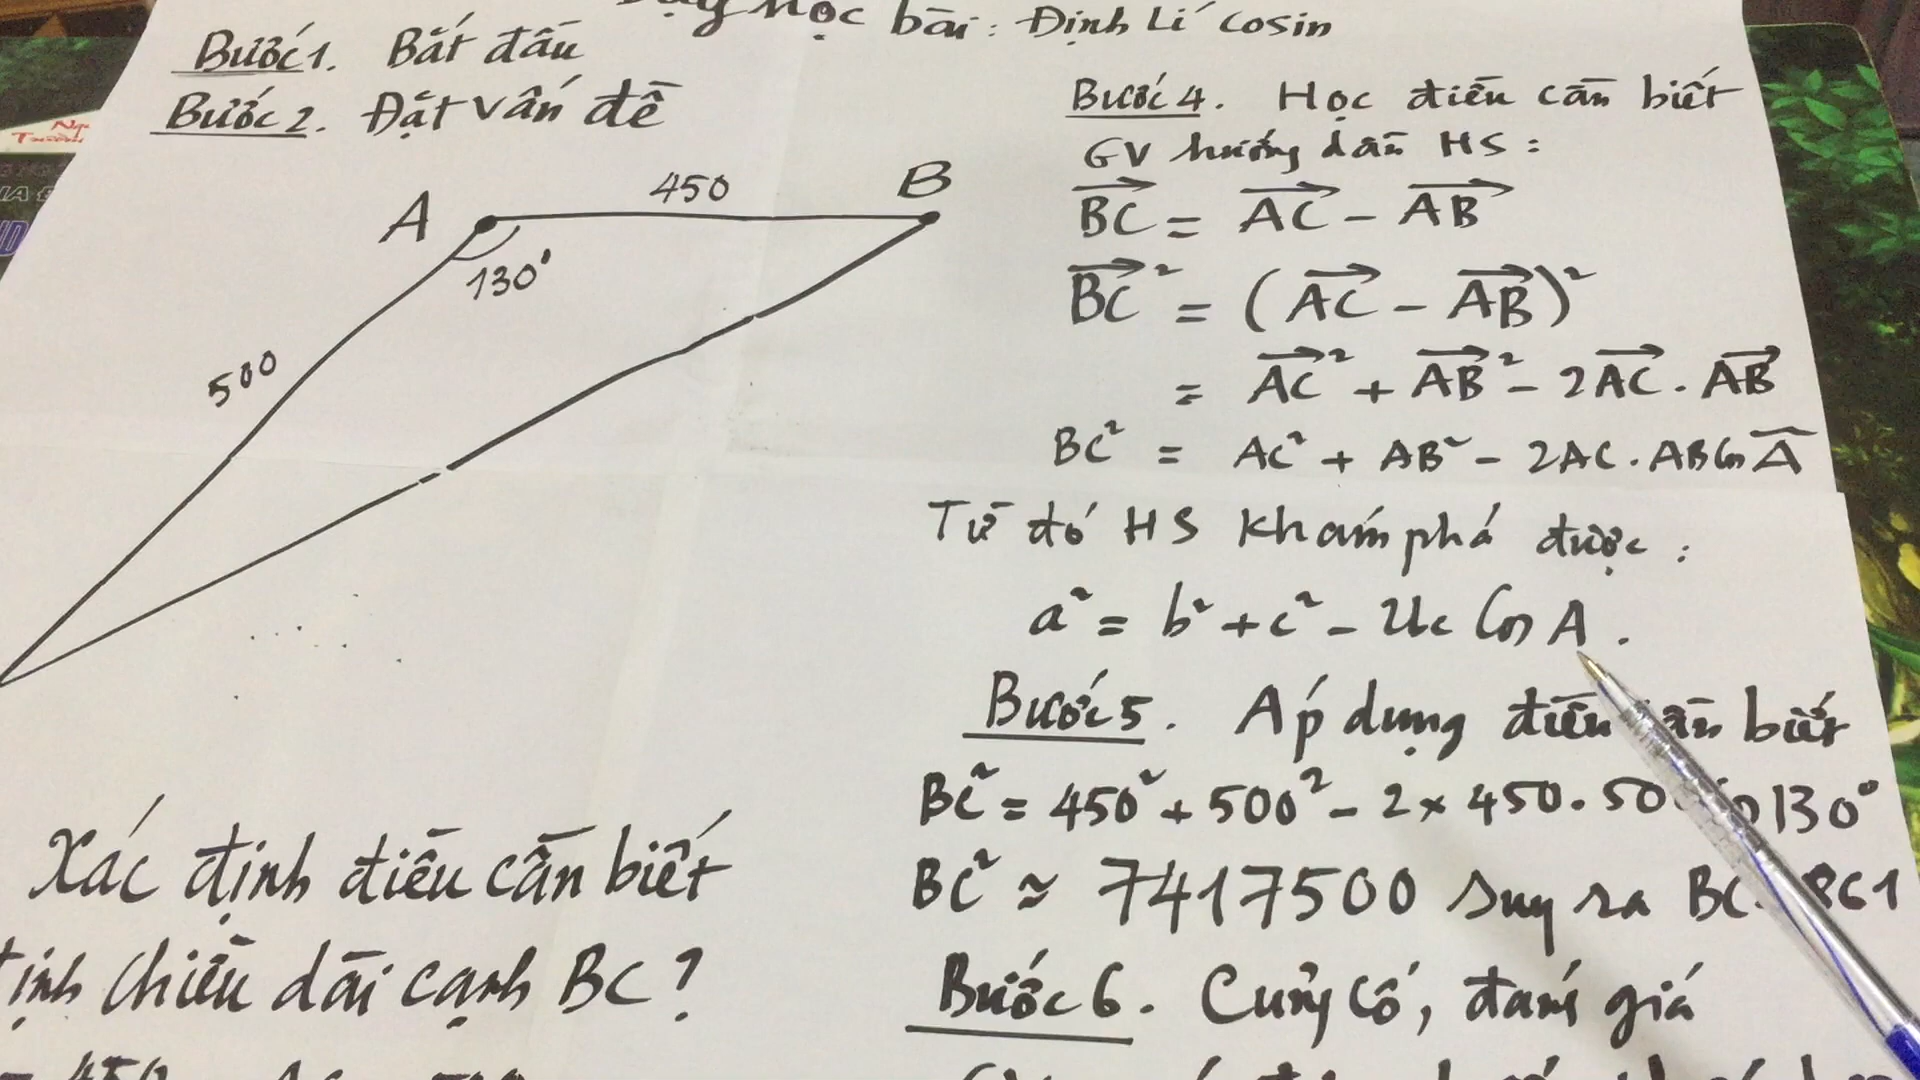 học bài: Định Lí cosin
Bước 1. Bắt đầu
Bước 2. Đặt vấn đề
A
450
B
130°
500
Xác định điều cần biết
chiều dài cạnh BC?
Bước 4. Học điều cần biết
GV hướng dẫn HS:
BC = AC - AB
BC² = (AC - AB)²
= AC² + AB² - 2AC . AB
BC² = AC² + AB² - 2AC . AB Cos A
Từ đó HS khám phá được:
a² = b² + c² - 2bc Cos A.
Bước 5. Áp dụng điều cần biết
BC² = 450² + 500² - 2 x 450 . 130°
BC² ≈ 7417500 suy ra BC 861
Bước 6. Củng cố, đánh giá